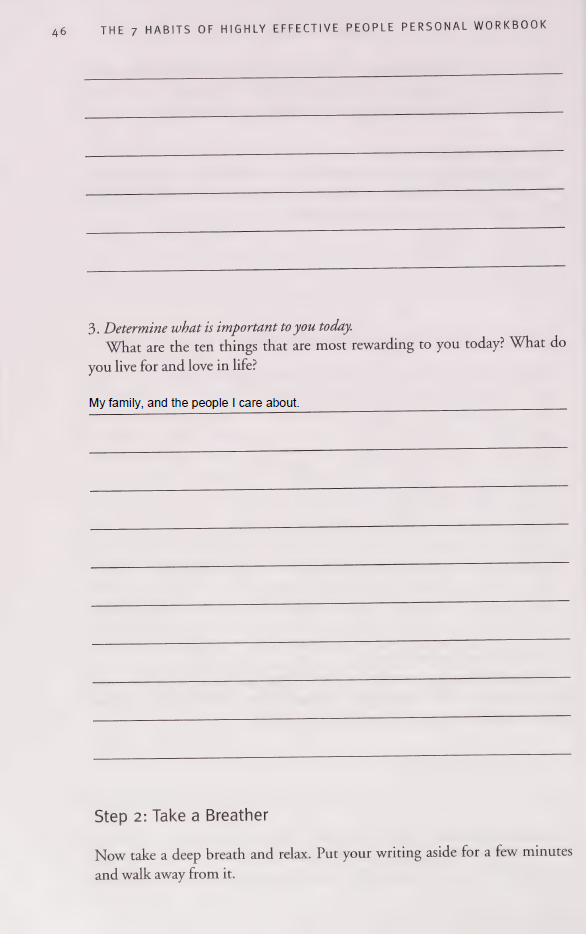 46 THE 7 HABITS OF HIGHLY EFFECTIVE PEOPLE PERSONAL WORKBOOK
3. Determine what is important to you today.
What are the ten things that are most rewarding to you today? What do
you live for and love in life?
My family, and the people I care about.
Step 2: Take a Breather
Now take a deep breath and relax. Put your writing aside for a few minutes
and walk away from it.